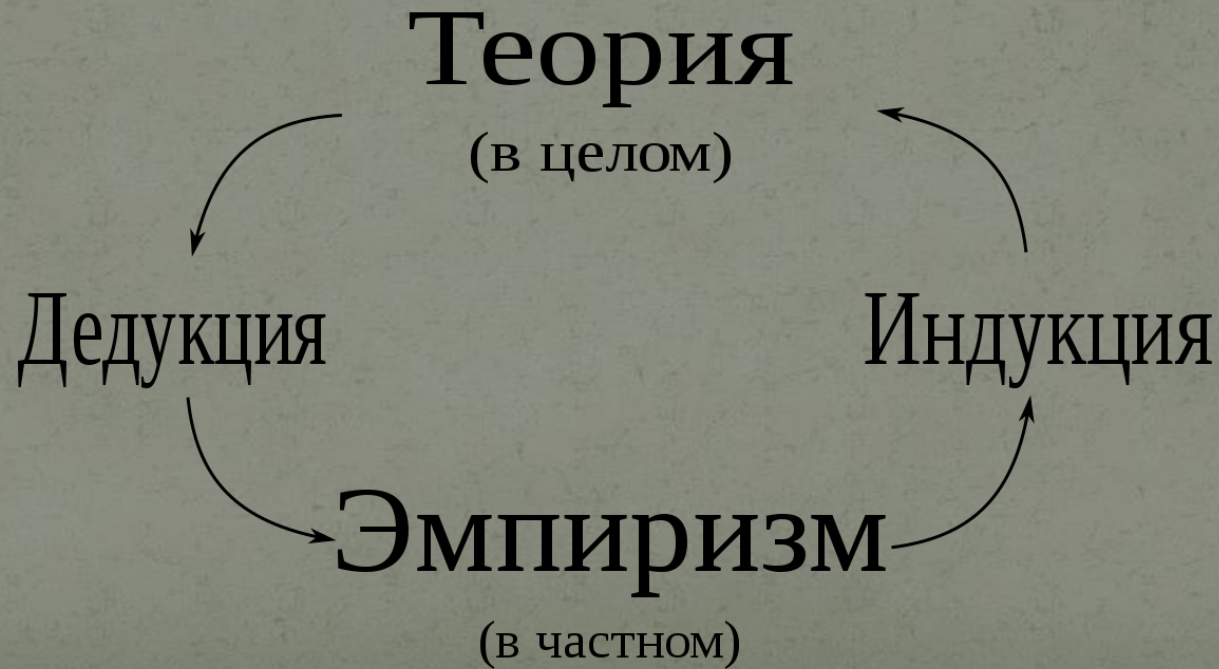 Теория
(в целом)
Дедукция
Индукция
Эмпиризм
(в частном)